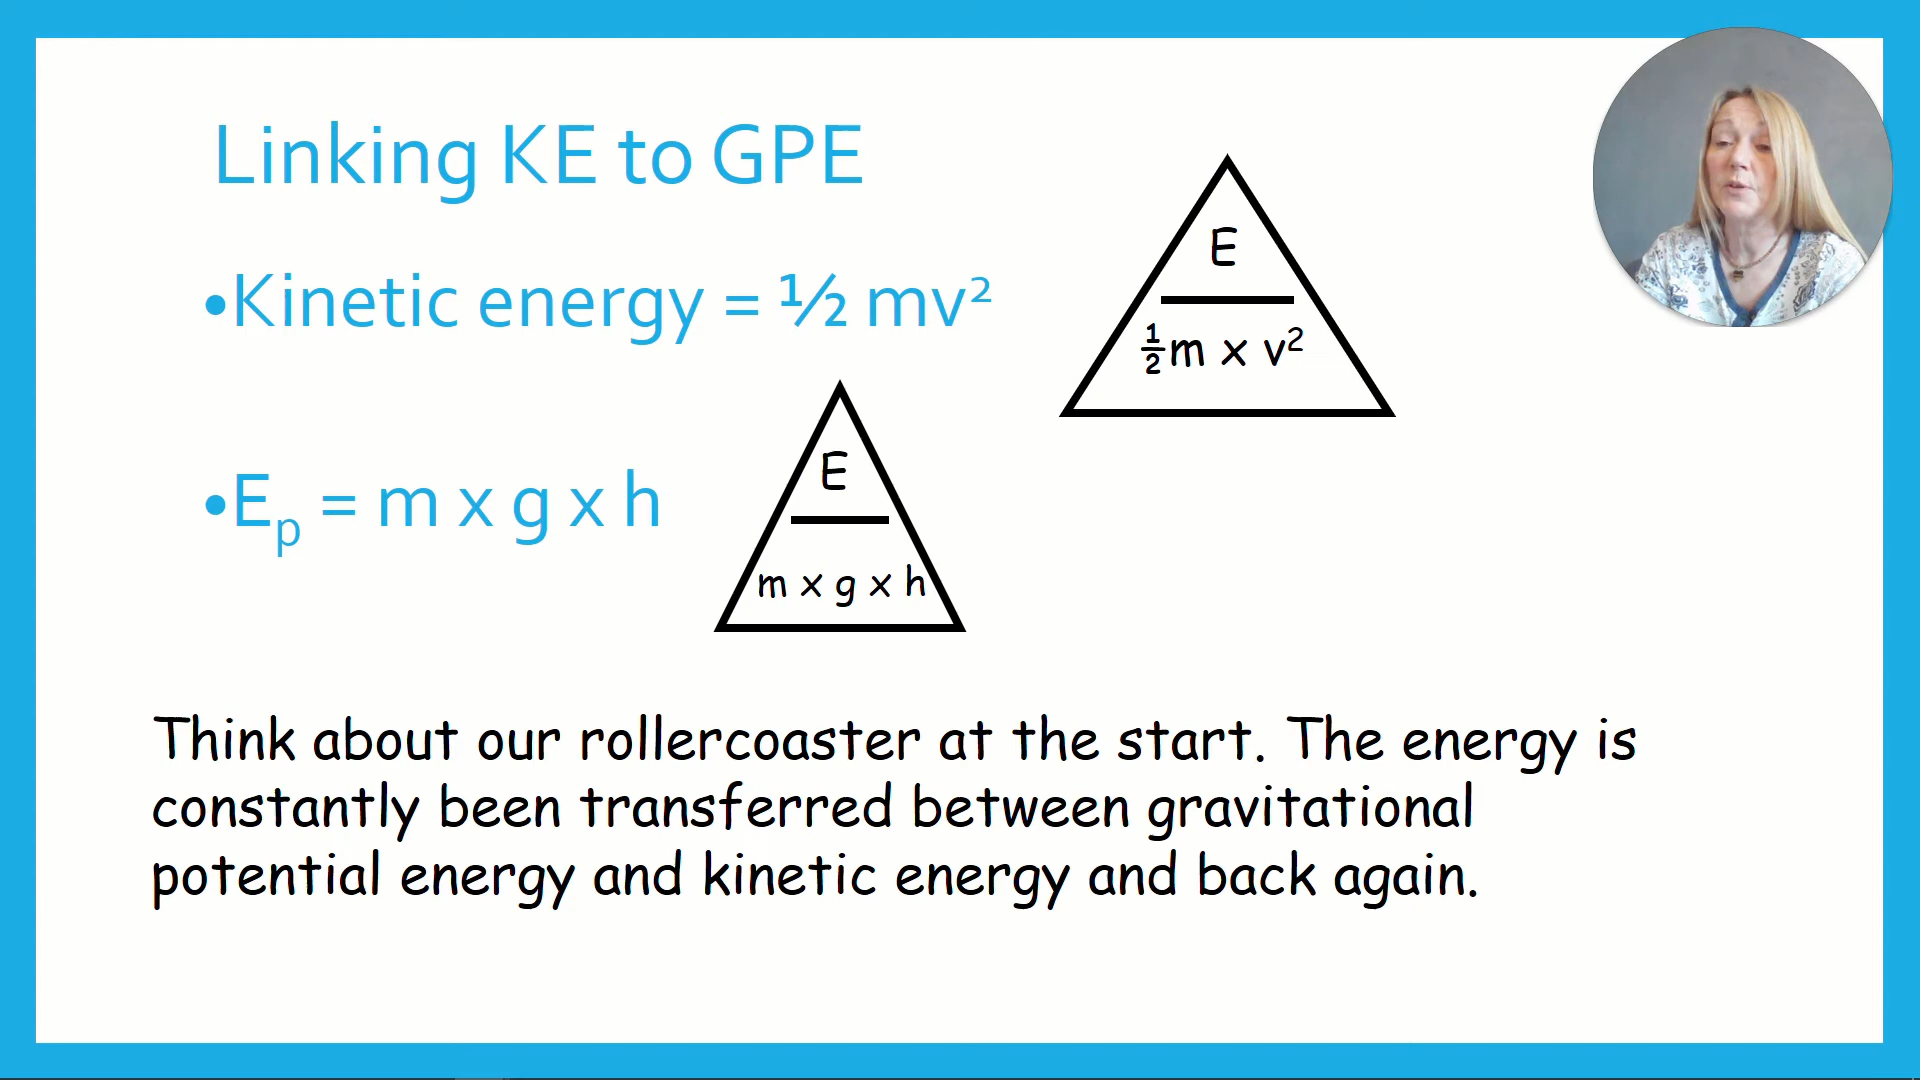 Linking KE to GPE
•Kinetic energy = ½ mv²
E
½m x v²
•Eₚ = m x g x h
E
m x g x h
Think about our rollercoaster at the start. The energy is
constantly been transferred between gravitational
potential energy and kinetic energy and back again.